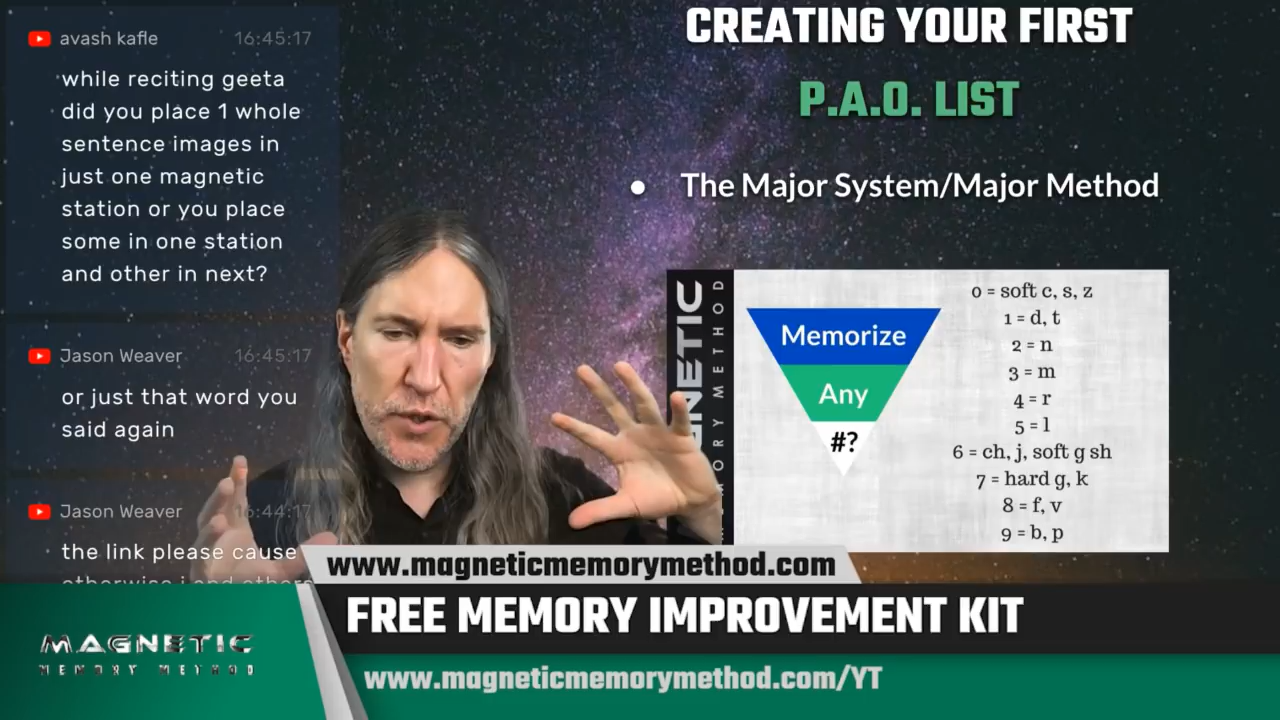 avash kafle 16:45:17
while reciting geeta
did you place 1 whole
sentence images in
just one magnetic
station or you place
some in one station
and other in next?
Jason Weaver 16:45:17
or just that word you
said again
Jason Weaver 16:44:17
the link please cause
otherwise i and others
CREATING YOUR FIRST
P.A.O. LIST
• The Major System/Major Method
GNETIC
MEMORY METHOD
Memorize
Any
#?
0 = soft c, s, z
1 = d, t
2 = n
3 = m
4 = r
5 = l
6 = ch, j, soft g sh
7 = hard g, k
8 = f, v
9 = b, p
www.magneticmemorymethod.com
FREE MEMORY IMPROVEMENT KIT
MAGNETIC
MEMORY METHOD
www.magneticmemorymethod.com/YT